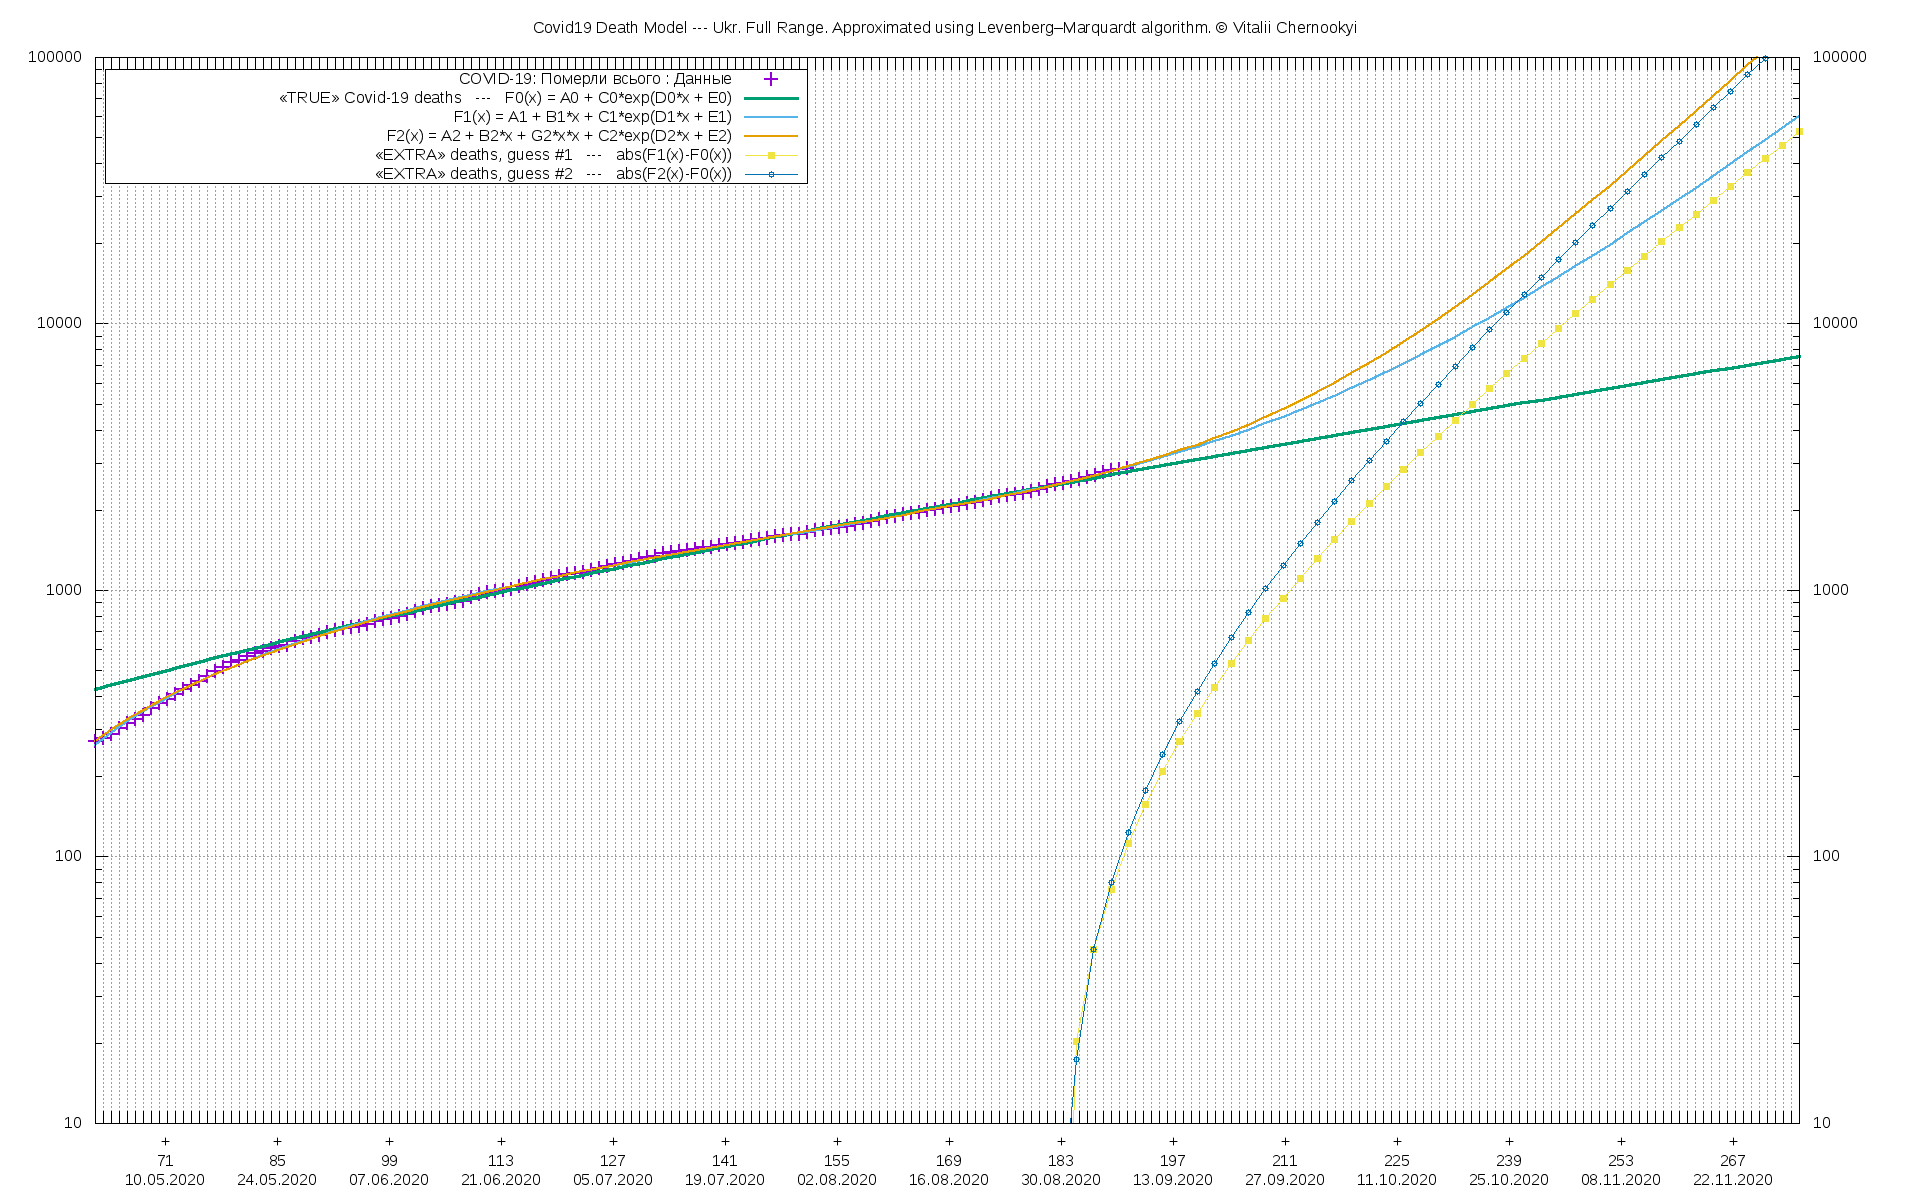 Covid19 Death Model --- Ukr. Full Range. Approximated using Levenberg–Marquardt algorithm. © Vitalii Chernookyi
COVID-19: Померли всього : Данные
«TRUE» Covid-19 deaths --- F0(x) = A0 + C0*exp(D0*x + E0)
F1(x) = A1 + B1*x + C1*exp(D1*x + E1)
F2(x) = A2 + B2*x + G2*x*x + C2*exp(D2*x + E2)
«EXTRA» deaths, guess #1 --- abs(F1(x)-F0(x))
«EXTRA» deaths, guess #2 --- abs(F2(x)-F0(x))
100000 100000
10000 10000
1000 1000
100 100
10 10
71 85 99 113 127 141 155 169 183 197 211 225 239 253 267
10.05.2020 24.05.2020 07.06.2020 21.06.2020 05.07.2020 19.07.2020 02.08.2020 16.08.2020 30.08.2020 13.09.2020 27.09.2020 11.10.2020 25.10.2020 08.11.2020 22.11.2020